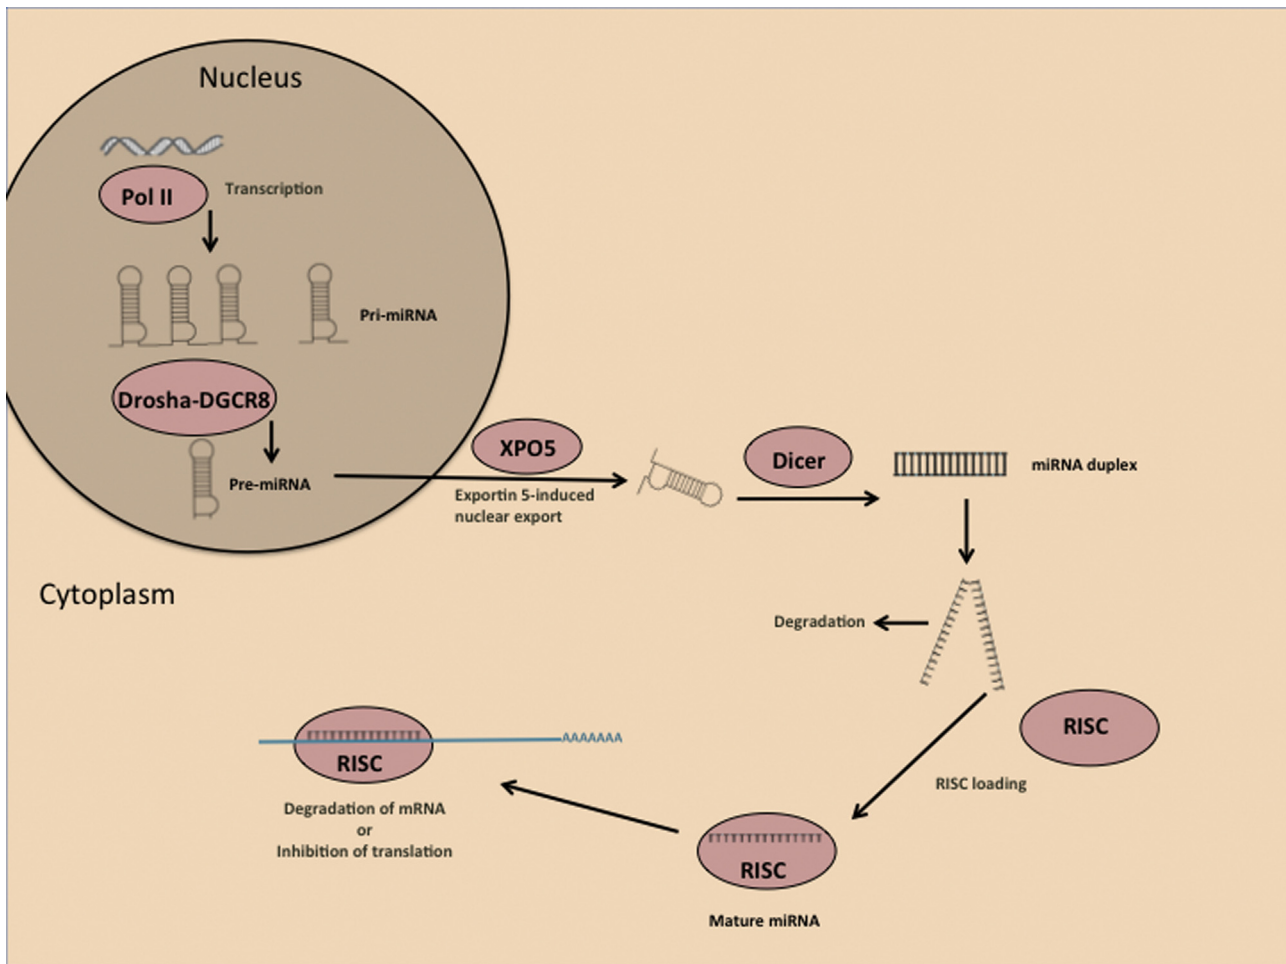 Nucleus
Pol II
Transcription
Pri-miRNA
Drosha-DGCR8
Pre-miRNA
XPO5
Exportin 5-induced
nuclear export
Dicer
miRNA duplex
Cytoplasm
Degradation
RISC
RISC loading
RISC
Mature miRNA
AAAAAAA
RISC
Degradation of mRNA
or
Inhibition of translation